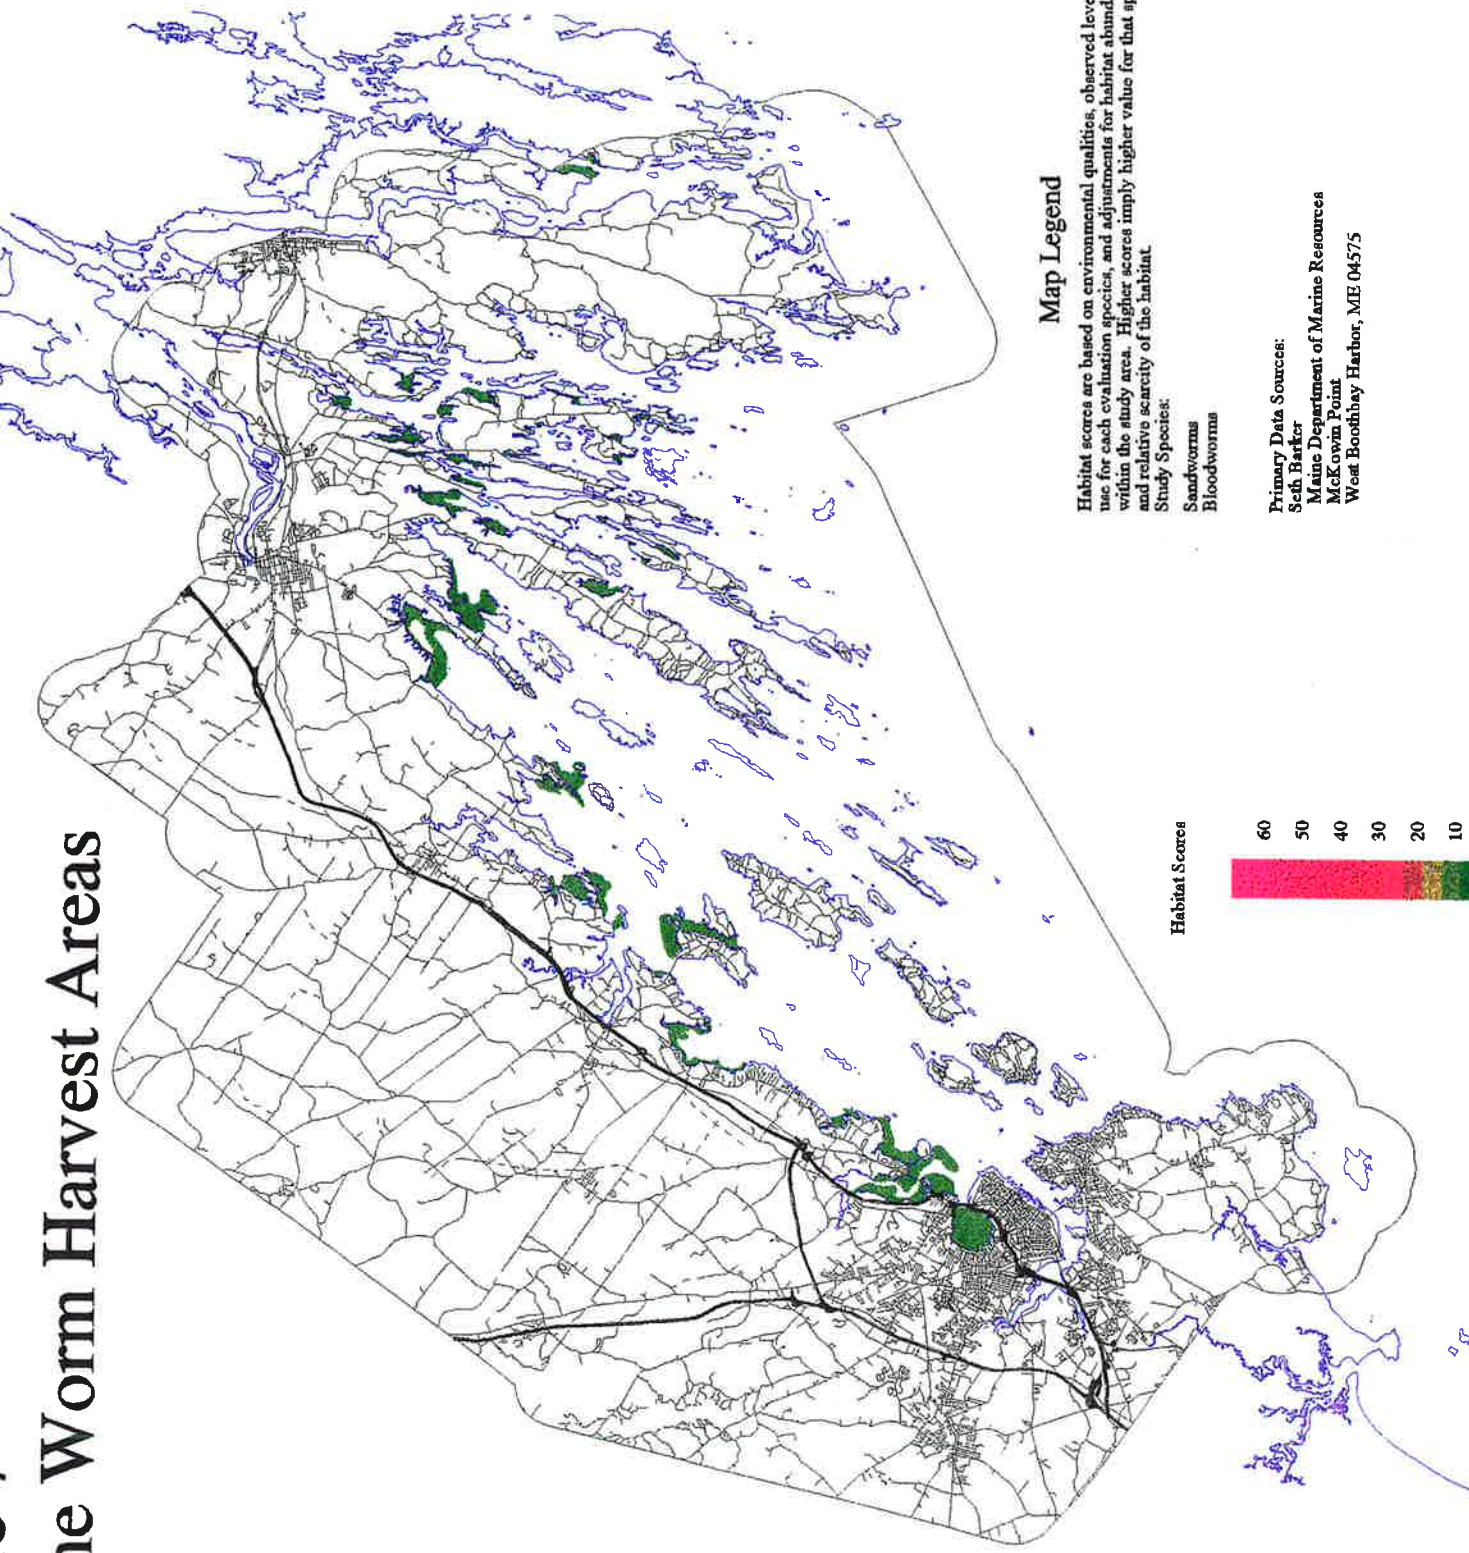 ne Worm Harvest Areas
Map Legend
Habitat scores are based on environmental qualities, observed leve
use for each evaluation species, and adjustments for habitat abund
within the study area. Higher scores imply higher value for that sp
and relative scarcity of the habitat.
Study Species:
Sandworms
Bloodworms
Primary Data Sources:
Seth Barker
Maine Department of Marine Resources
McKowin Point
West Boothbay Harbor, ME 04575
Habitat Scores
60
50
40
30
20
10